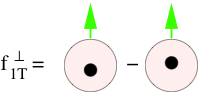 f ⊥ 1T = −